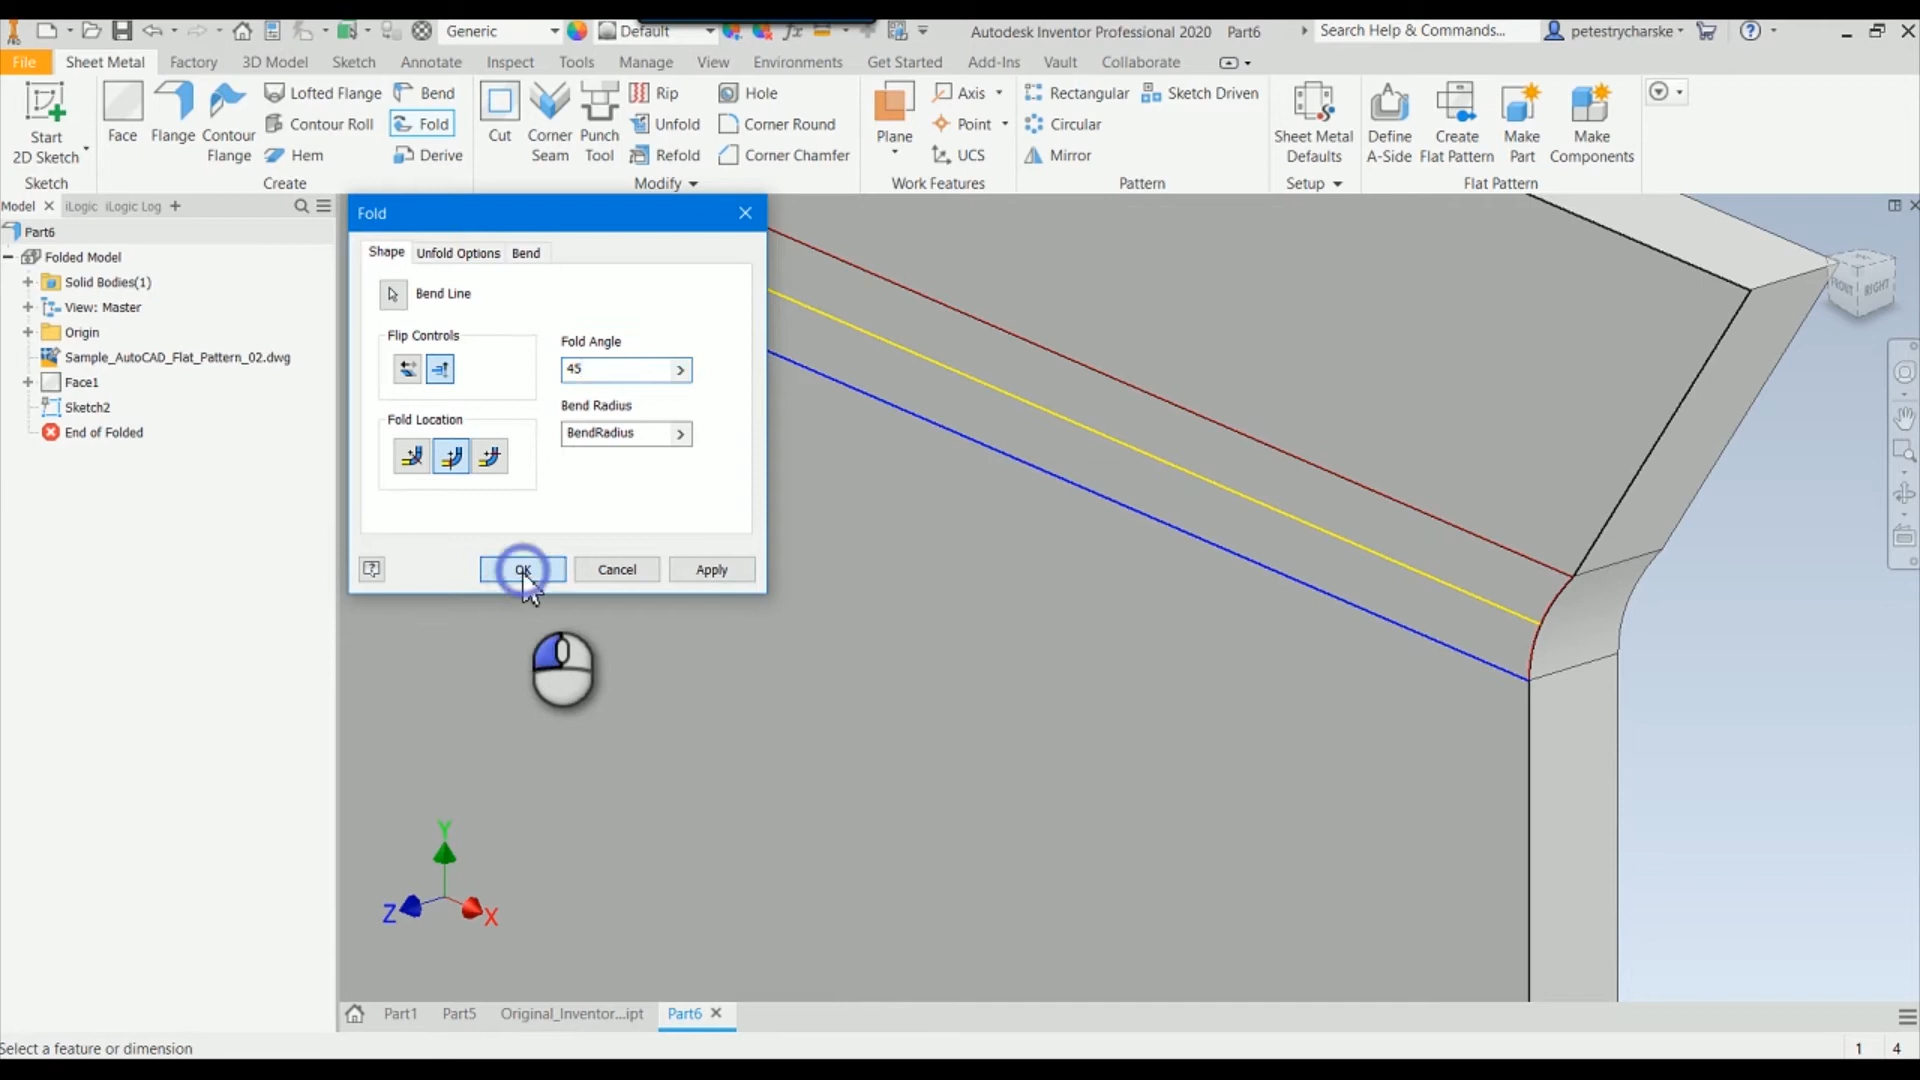 Generic
Default
Autodesk Inventor Professional 2020 Part6
Search Help & Commands...
petestrycharske
File
Sheet Metal
Factory
3D Model
Sketch
Annotate
Inspect
Tools
Manage
View
Environments
Get Started
Add-Ins
Vault
Collaborate
Start
2D Sketch
Face
Flange
Contour
Flange
Lofted Flange
Contour Roll
Hem
Bend
Fold
Derive
Cut
Corner
Seam
Punch
Tool
Rip
Unfold
Refold
Hole
Corner Round
Corner Chamfer
Plane
Axis
Point
UCS
Rectangular
Circular
Mirror
Sketch Driven
Sheet Metal
Defaults
Define
A-Side
Create
Flat Pattern
Make
Part
Make
Components
Sketch
Create
Modify
Work Features
Pattern
Setup
Flat Pattern
Model
iLogic
iLogic Log
Part6
Folded Model
Solid Bodies(1)
View: Master
Origin
Sample_AutoCAD_Flat_Pattern_02.dwg
Face1
Sketch2
End of Folded
Fold
Shape
Unfold Options
Bend
Bend Line
Flip Controls
Fold Angle
45
Bend Radius
BendRadius
Fold Location
OK
Cancel
Apply
FRONT
RIGHT
Y
Z
X
Part1
Part5
Original_Inventor...ipt
Part6
Select a feature or dimension
1
4